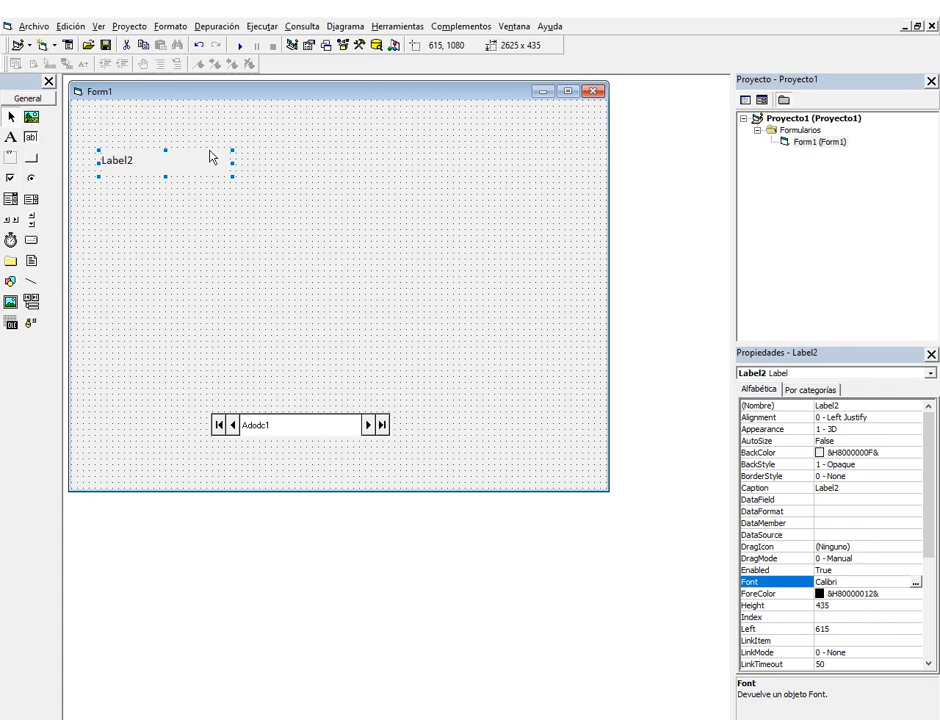 Archivo Edición Ver Proyecto Formato Depuración Ejecutar Consulta Diagrama Herramientas Complementos Ventana Ayuda
615, 1080 2625 x 435
General
A ab|
OLE
Form1
Label2
Adodc1
Proyecto - Proyecto1
Proyecto1 (Proyecto1)
Formularios
Form1 (Form1)
Propiedades - Label2
Label2 Label
Alfabética Por categorías
(Nombre) Label2
Alignment 0 - Left Justify
Appearance 1 - 3D
AutoSize False
BackColor &H8000000F&
BackStyle 1 - Opaque
BorderStyle 0 - None
Caption Label2
DataField
DataFormat
DataMember
DataSource
DragIcon (Ninguno)
DragMode 0 - Manual
Enabled True
Font Calibri ...
ForeColor &H80000012&
Height 435
Index
Left 615
LinkItem
LinkMode 0 - None
LinkTimeout 50
Font
Devuelve un objeto Font.